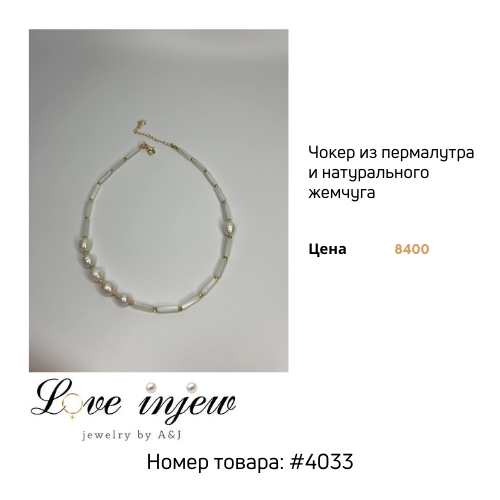 Чокер из пермалутра
и натурального
жемчуга
Цена 8400
Love injew
jewelry by A&J
Номер товара: #4033